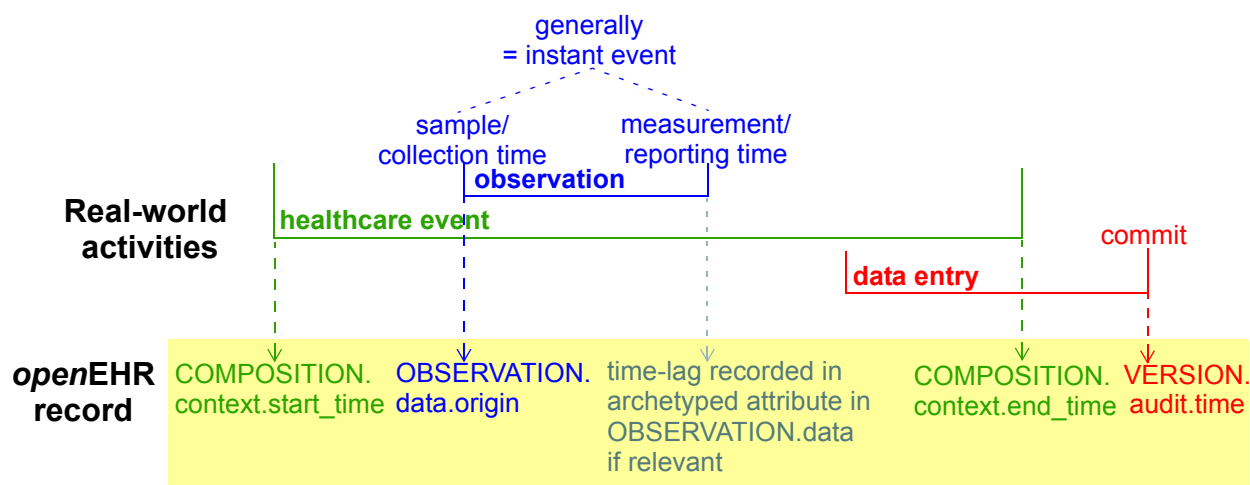 generally
= instant event
sample/
collection time
measurement/
reporting time
observation
Real-world
activities
healthcare event
commit
data entry
openEHR
record
COMPOSITION.
context.start_time
OBSERVATION.
data.origin
time-lag recorded in
archetyped attribute in
OBSERVATION.data
if relevant
COMPOSITION.
context.end_time
VERSION.
audit.time